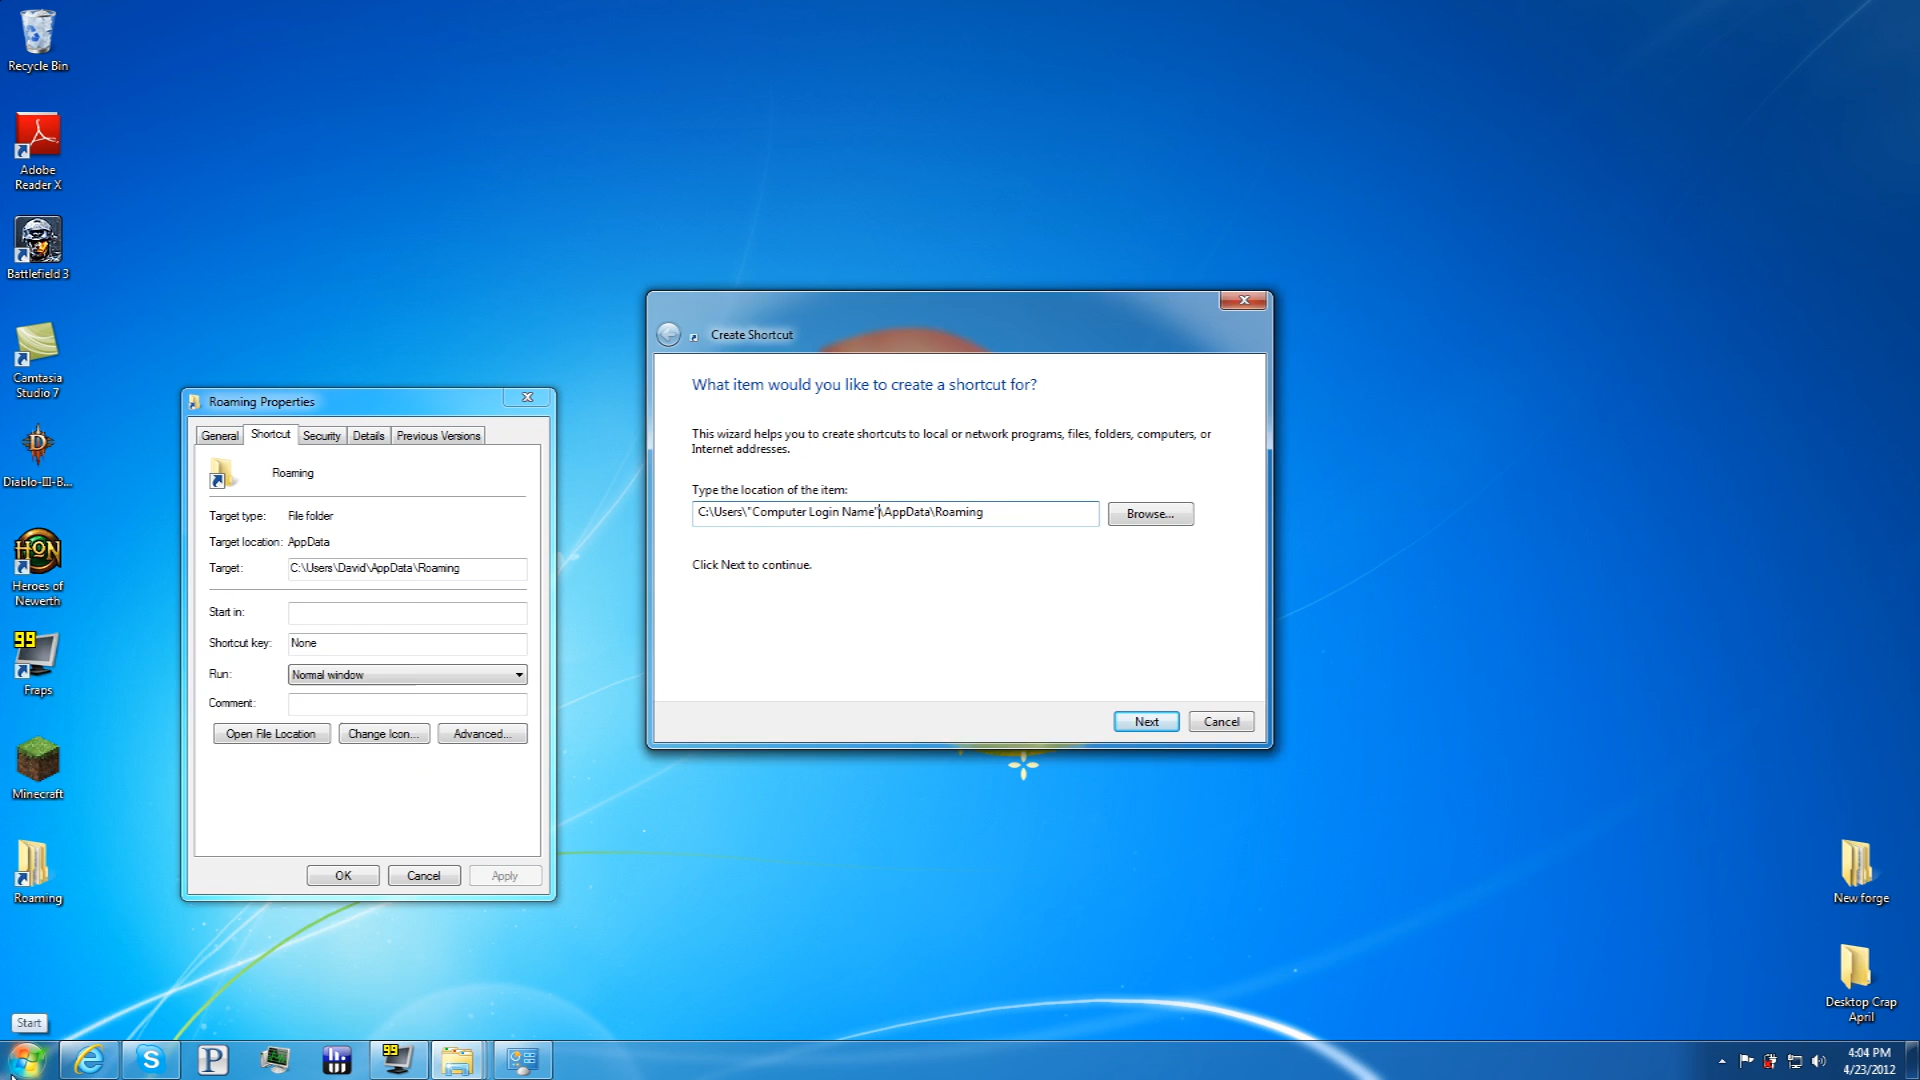 Recycle Bin
Adobe
Reader X
Battlefield 3
Camtasia
Studio 7
Diablo-III-B...
HON
Heroes of
Newerth
99
Fraps
Minecraft
Roaming
Start
Roaming Properties
General
Shortcut
Security
Details
Previous Versions
Roaming
Target type: File folder
Target location: AppData
Target: C:\Users\David\AppData\Roaming
Start in:
Shortcut key: None
Run: Normal window
Comment:
Open File Location
Change Icon...
Advanced...
OK
Cancel
Apply
Create Shortcut
What item would you like to create a shortcut for?
This wizard helps you to create shortcuts to local or network programs, files, folders, computers, or
Internet addresses.
Type the location of the item:
C:\Users\"Computer Login Name"\AppData\Roaming
Browse...
Click Next to continue.
Next
Cancel
New forge
Desktop Crap
April
S
P
99
4:04 PM
4/23/2012